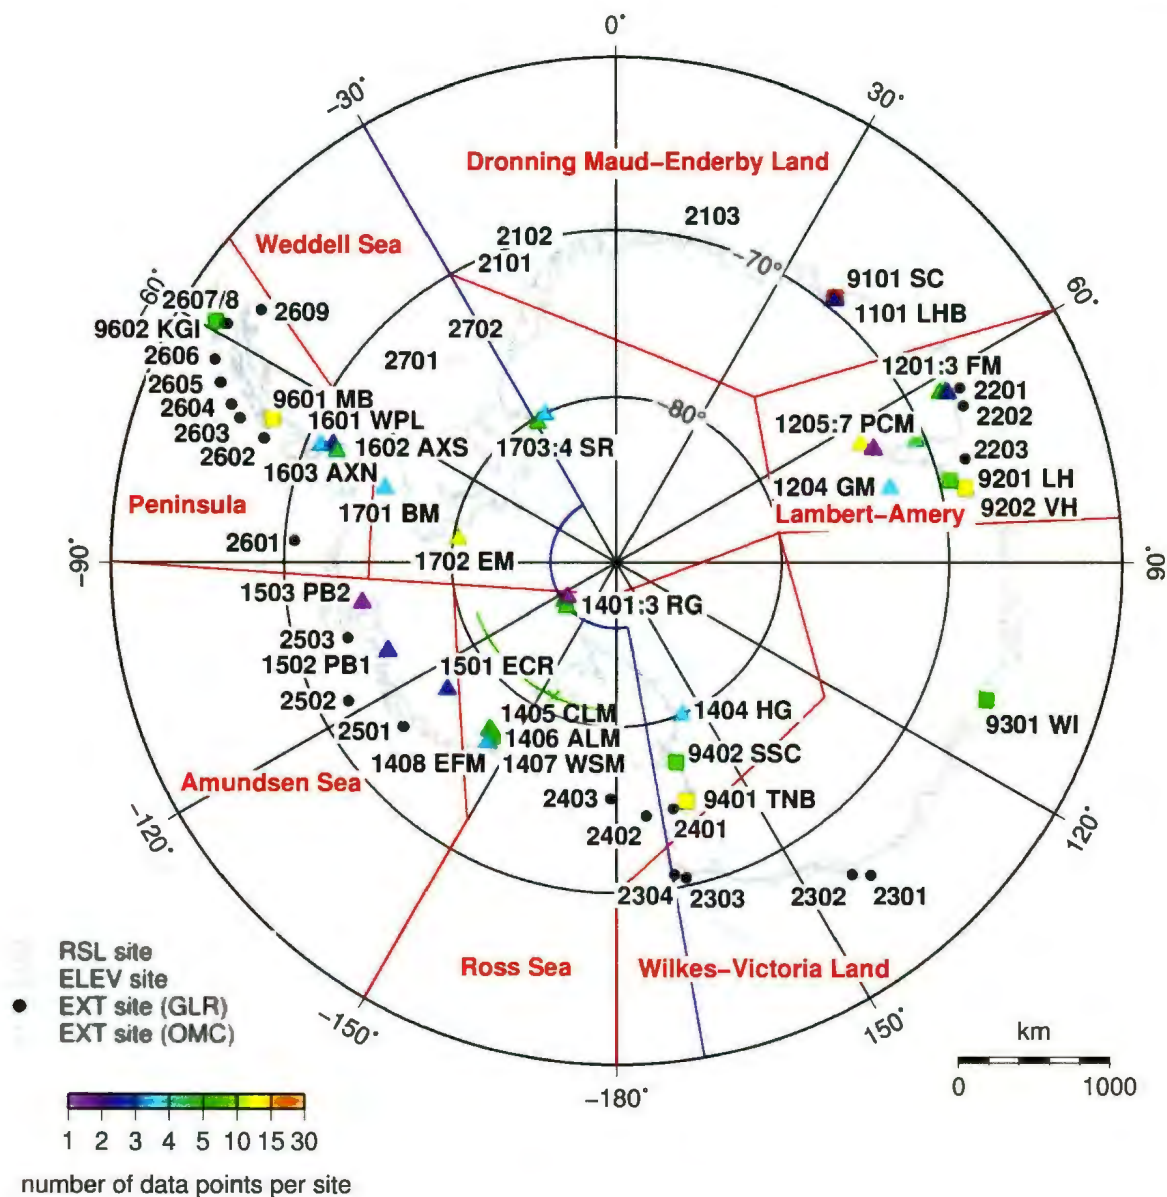 0°
-30°
30°
Dronning Maud-Enderby Land
2103
Weddell Sea
2102
2101
-70°
9101 SC
1101 LHB
-60°
60°
2607/8
2609
9602 KGI
2702
2606
2701
1201:3 FM
2605
2201
2604
9601 MB
-80°
2202
2603
1601 WPL
1205:7 PCM
2602
1602 AXS
1703:4 SR
2203
1603 AXN
1204 GM
9201 LH
Peninsula
1701 BM
Lambert-Amery
9202 VH
2601
1702 EM
-90°
90°
1503 PB2
1401:3 RG
2503
1502 PB1
1501 ECR
2502
1405 CLM
1404 HG
9301 WI
2501
1406 ALM
9402 SSC
1408 EFM
1407 WSM
Amundsen Sea
2403
9401 TNB
-120°
2402
2401
120°
2304
2303
2302
2301
RSL site
ELEV site
EXT site (GLR)
EXT site (OMC)
Ross Sea
Wilkes-Victoria Land
-150°
150°
km
0
1000
-180°
1 2 3 4 5 10 15 30
number of data points per site